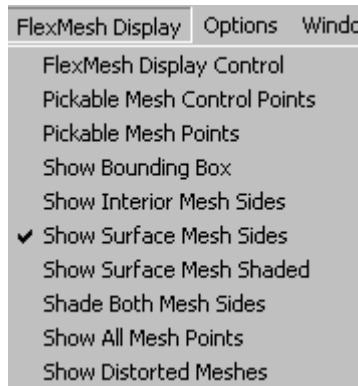 FlexMesh Display Options
FlexMesh Display Control
Pickable Mesh Control Points
Pickable Mesh Points
Show Bounding Box
Show Interior Mesh Sides
Show Surface Mesh Sides
Show Surface Mesh Shaded
Shade Both Mesh Sides
Show All Mesh Points
Show Distorted Meshes